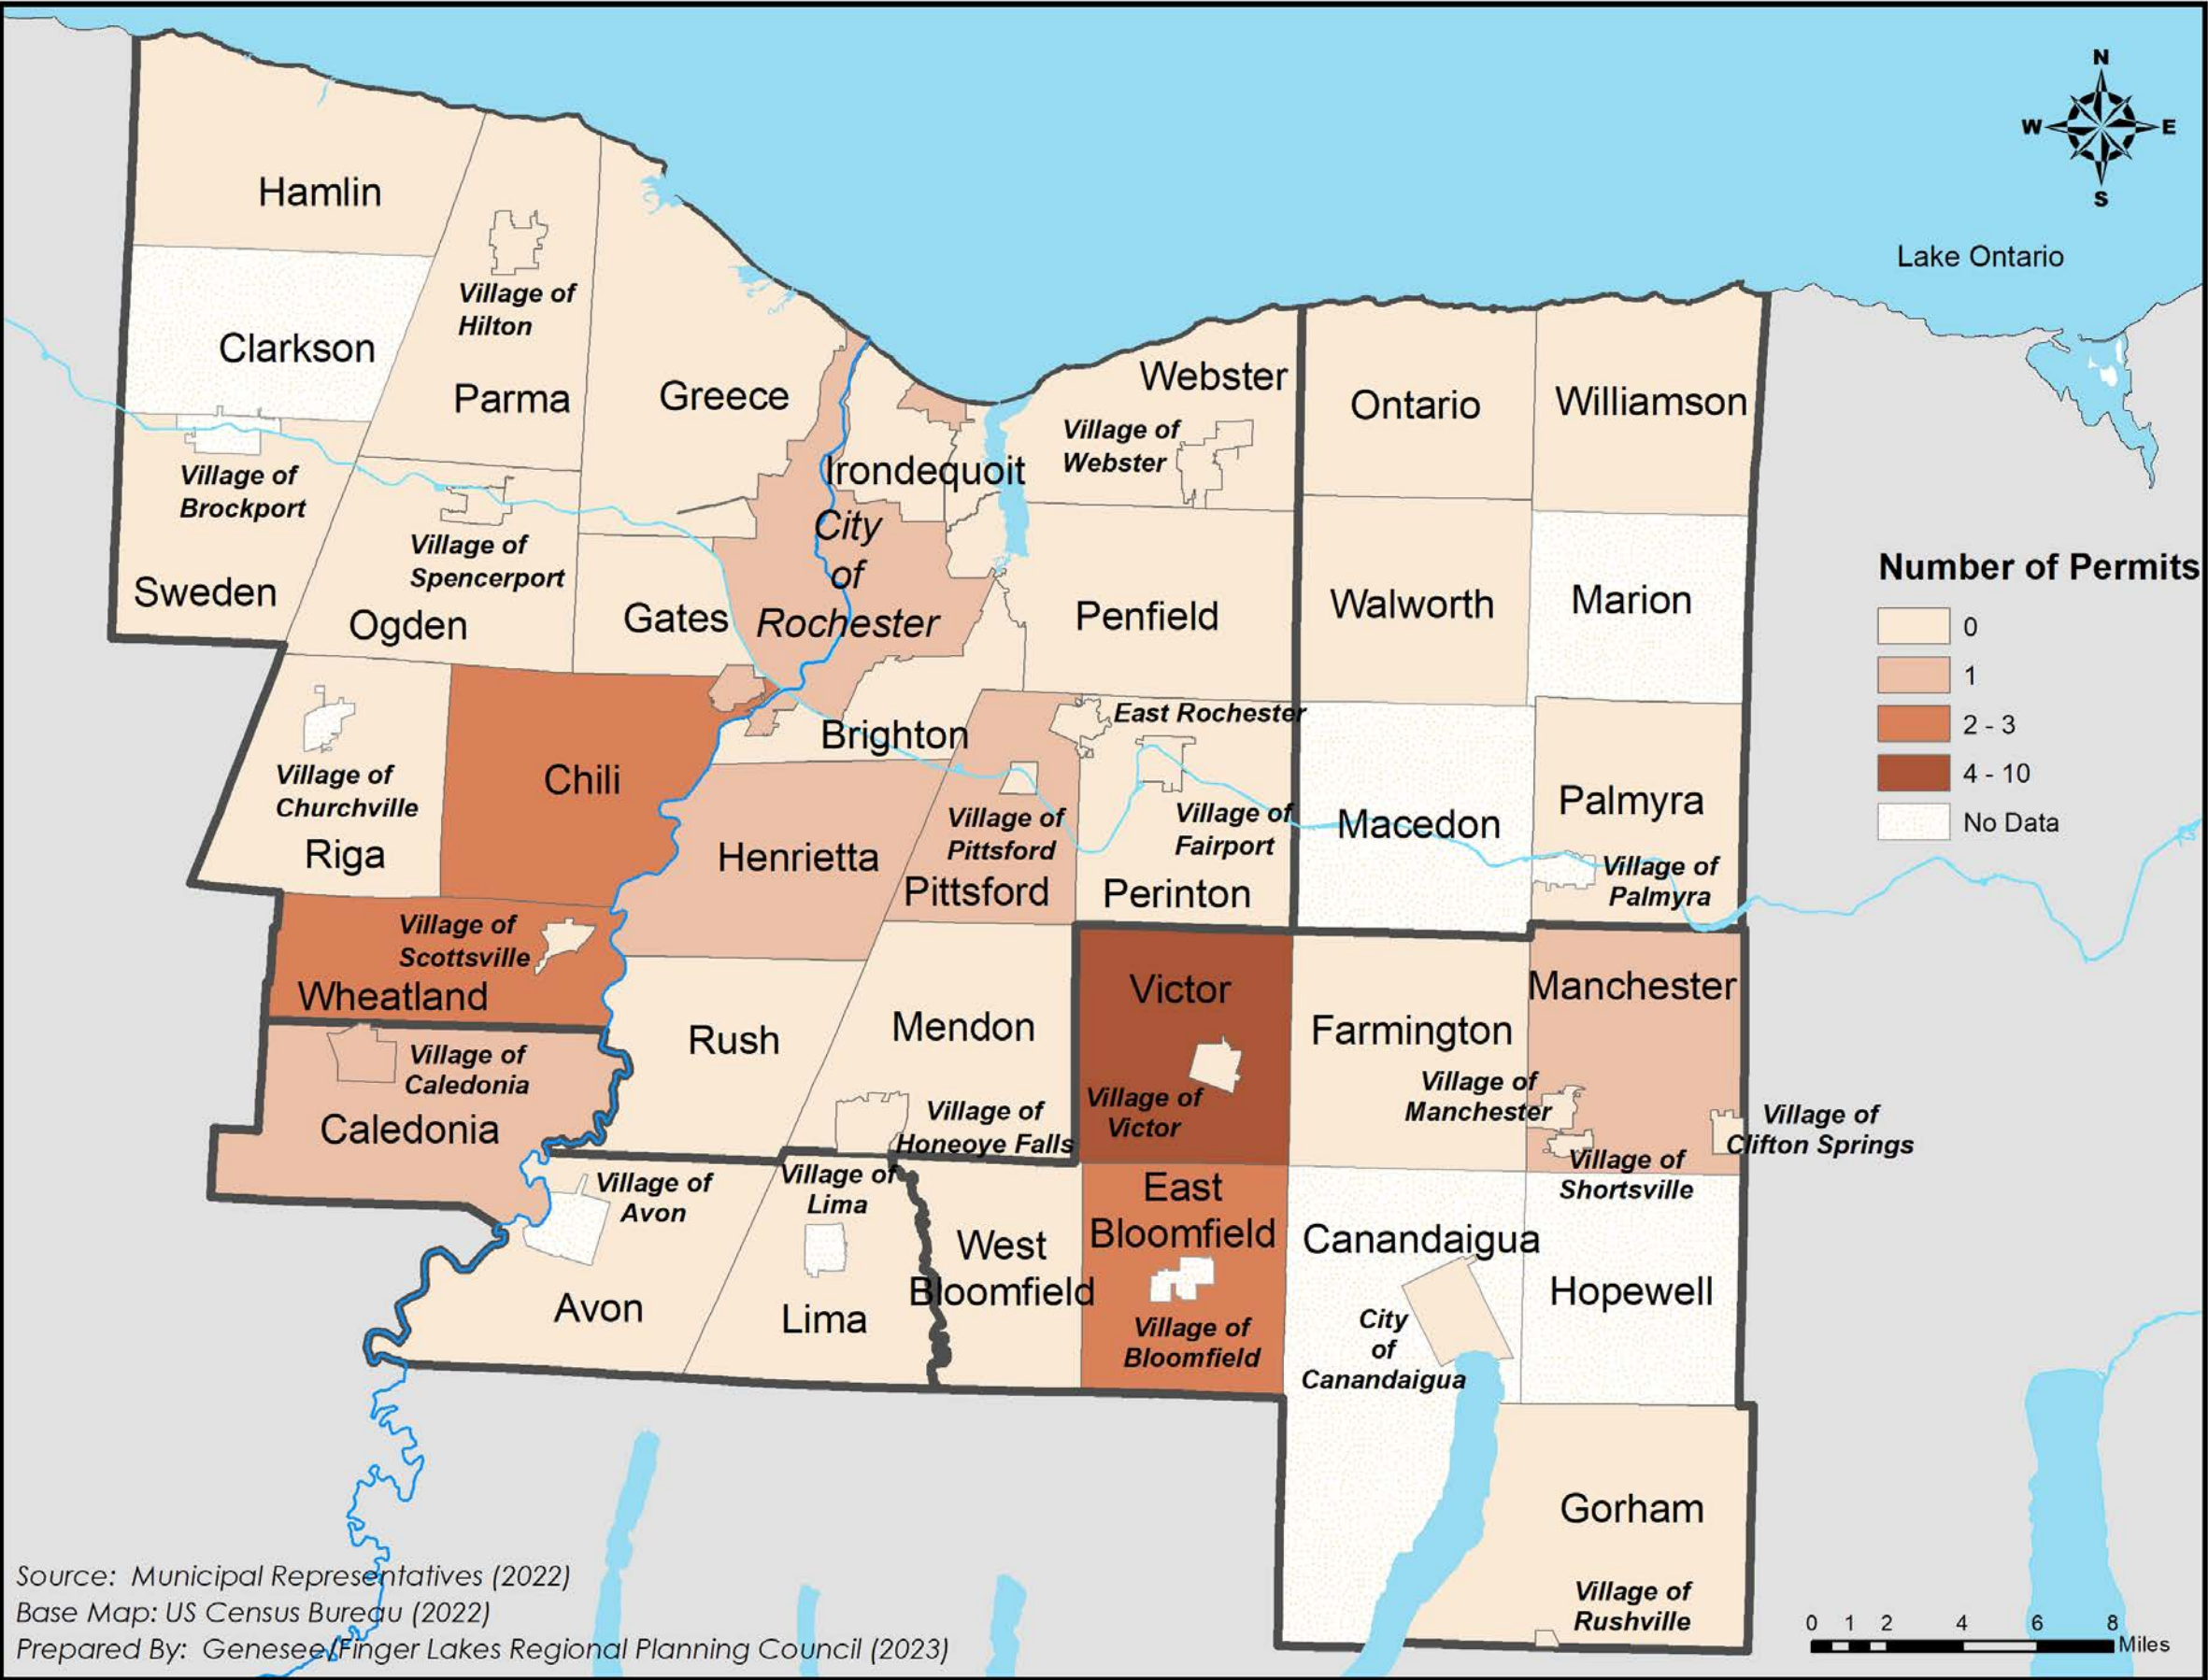 N
W E
S
Lake Ontario
Hamlin
Village of
Hilton
Clarkson
Parma
Greece
Webster
Village of
Webster
Ontario
Williamson
Irondequoit
Village of
Brockport
Sweden
Village of
Spencerport
Ogden
Gates
City
of
Rochester
Penfield
Walworth
Marion
Number of Permits
0
1
2 - 3
4 - 10
No Data
Village of
Churchville
Riga
Chili
Brighton
East Rochester
Henrietta
Village of
Pittsford
Pittsford
Village of
Fairport
Perinton
Macedon
Palmyra
Village of
Palmyra
Village of
Scottsville
Wheatland
Village of
Caledonia
Caledonia
Rush
Mendon
Village of
Honeoye Falls
Victor
Village of
Victor
Farmington
Manchester
Village of
Manchester
Village of
Clifton Springs
Village of
Shortsville
Village of
Avon
Avon
Village of
Lima
Lima
West
Bloomfield
East
Bloomfield
Village of
Bloomfield
Canandaigua
City
of
Canandaigua
Hopewell
Gorham
Village of
Rushville
Source: Municipal Representatives (2022)
Base Map: US Census Bureau (2022)
Prepared By: Genesee/Finger Lakes Regional Planning Council (2023)
0 1 2 4 6 8
Miles